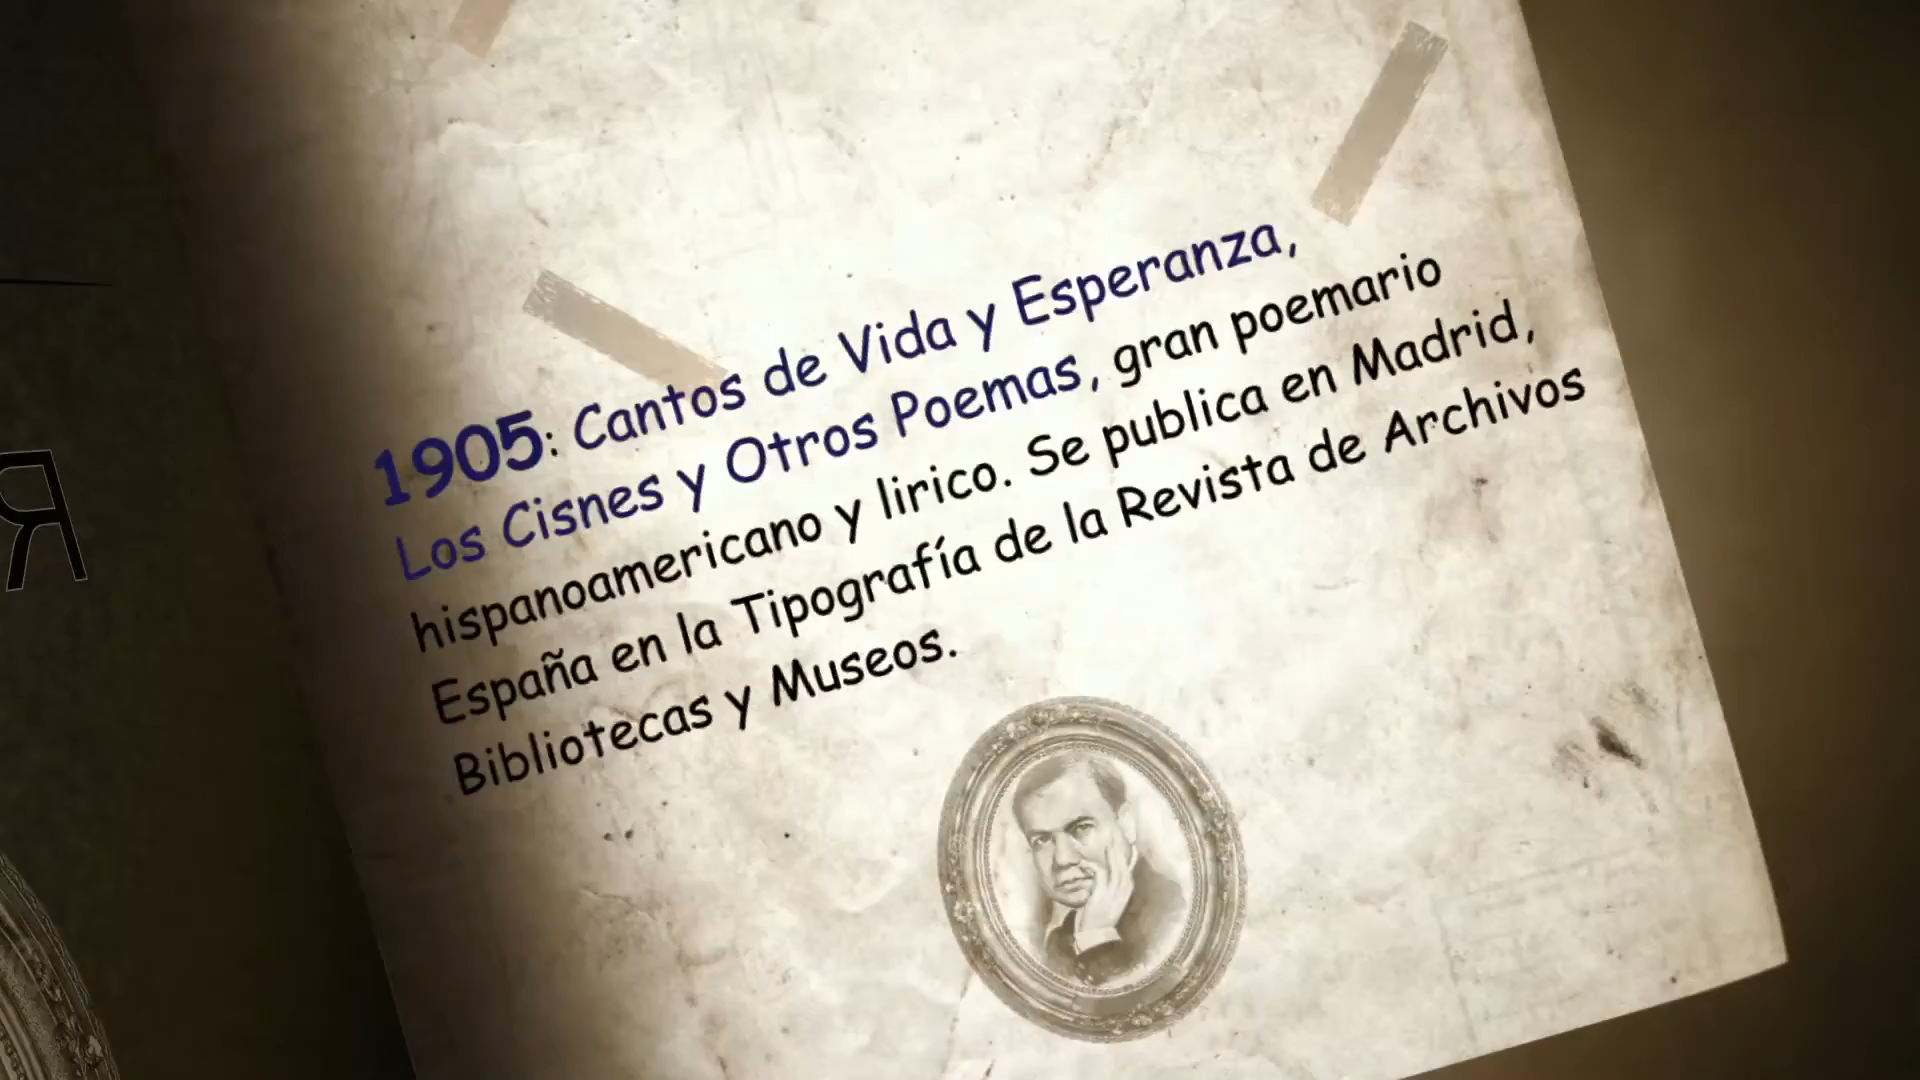 1905: Cantos de Vida y Esperanza,
Los Cisnes y Otros Poemas, gran poemario
hispanoamericano y lirico. Se publica en Madrid,
España en la Tipografía de la Revista de Archivos
Bibliotecas y Museos.